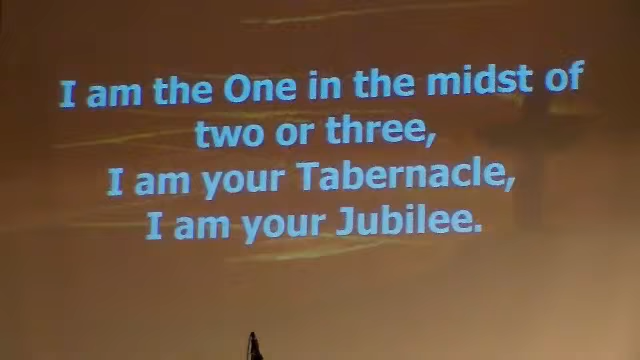 I am the One in the midst of
two or three,
I am your Tabernacle,
I am your Jubilee.